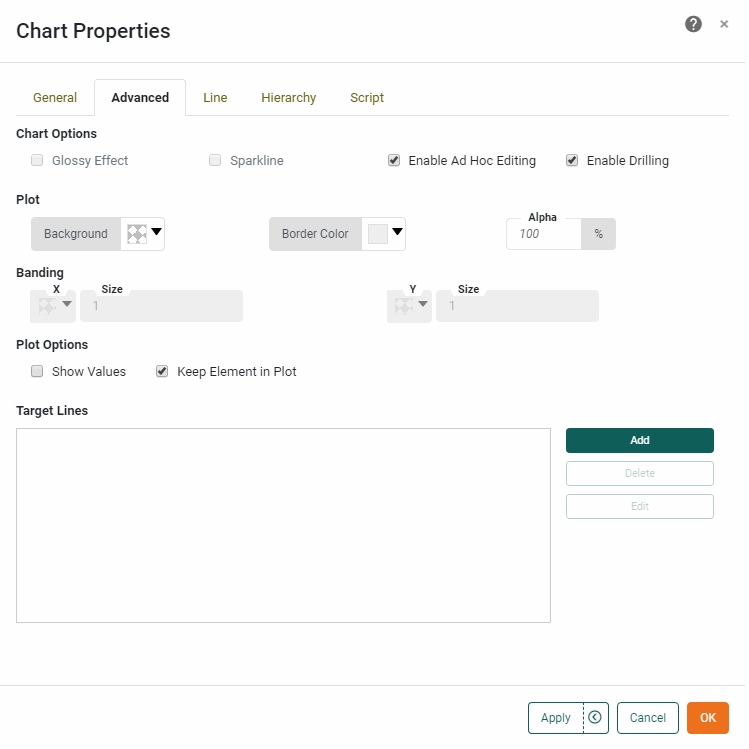 Chart Properties
?
×
General Advanced Line Hierarchy Script
Chart Options
Glossy Effect Sparkline Enable Ad Hoc Editing Enable Drilling
Plot
Background Border Color Alpha 100 %
Banding
X Size Y Size
1 1
Plot Options
Show Values Keep Element in Plot
Target Lines
Add
Delete
Edit
Apply Cancel OK